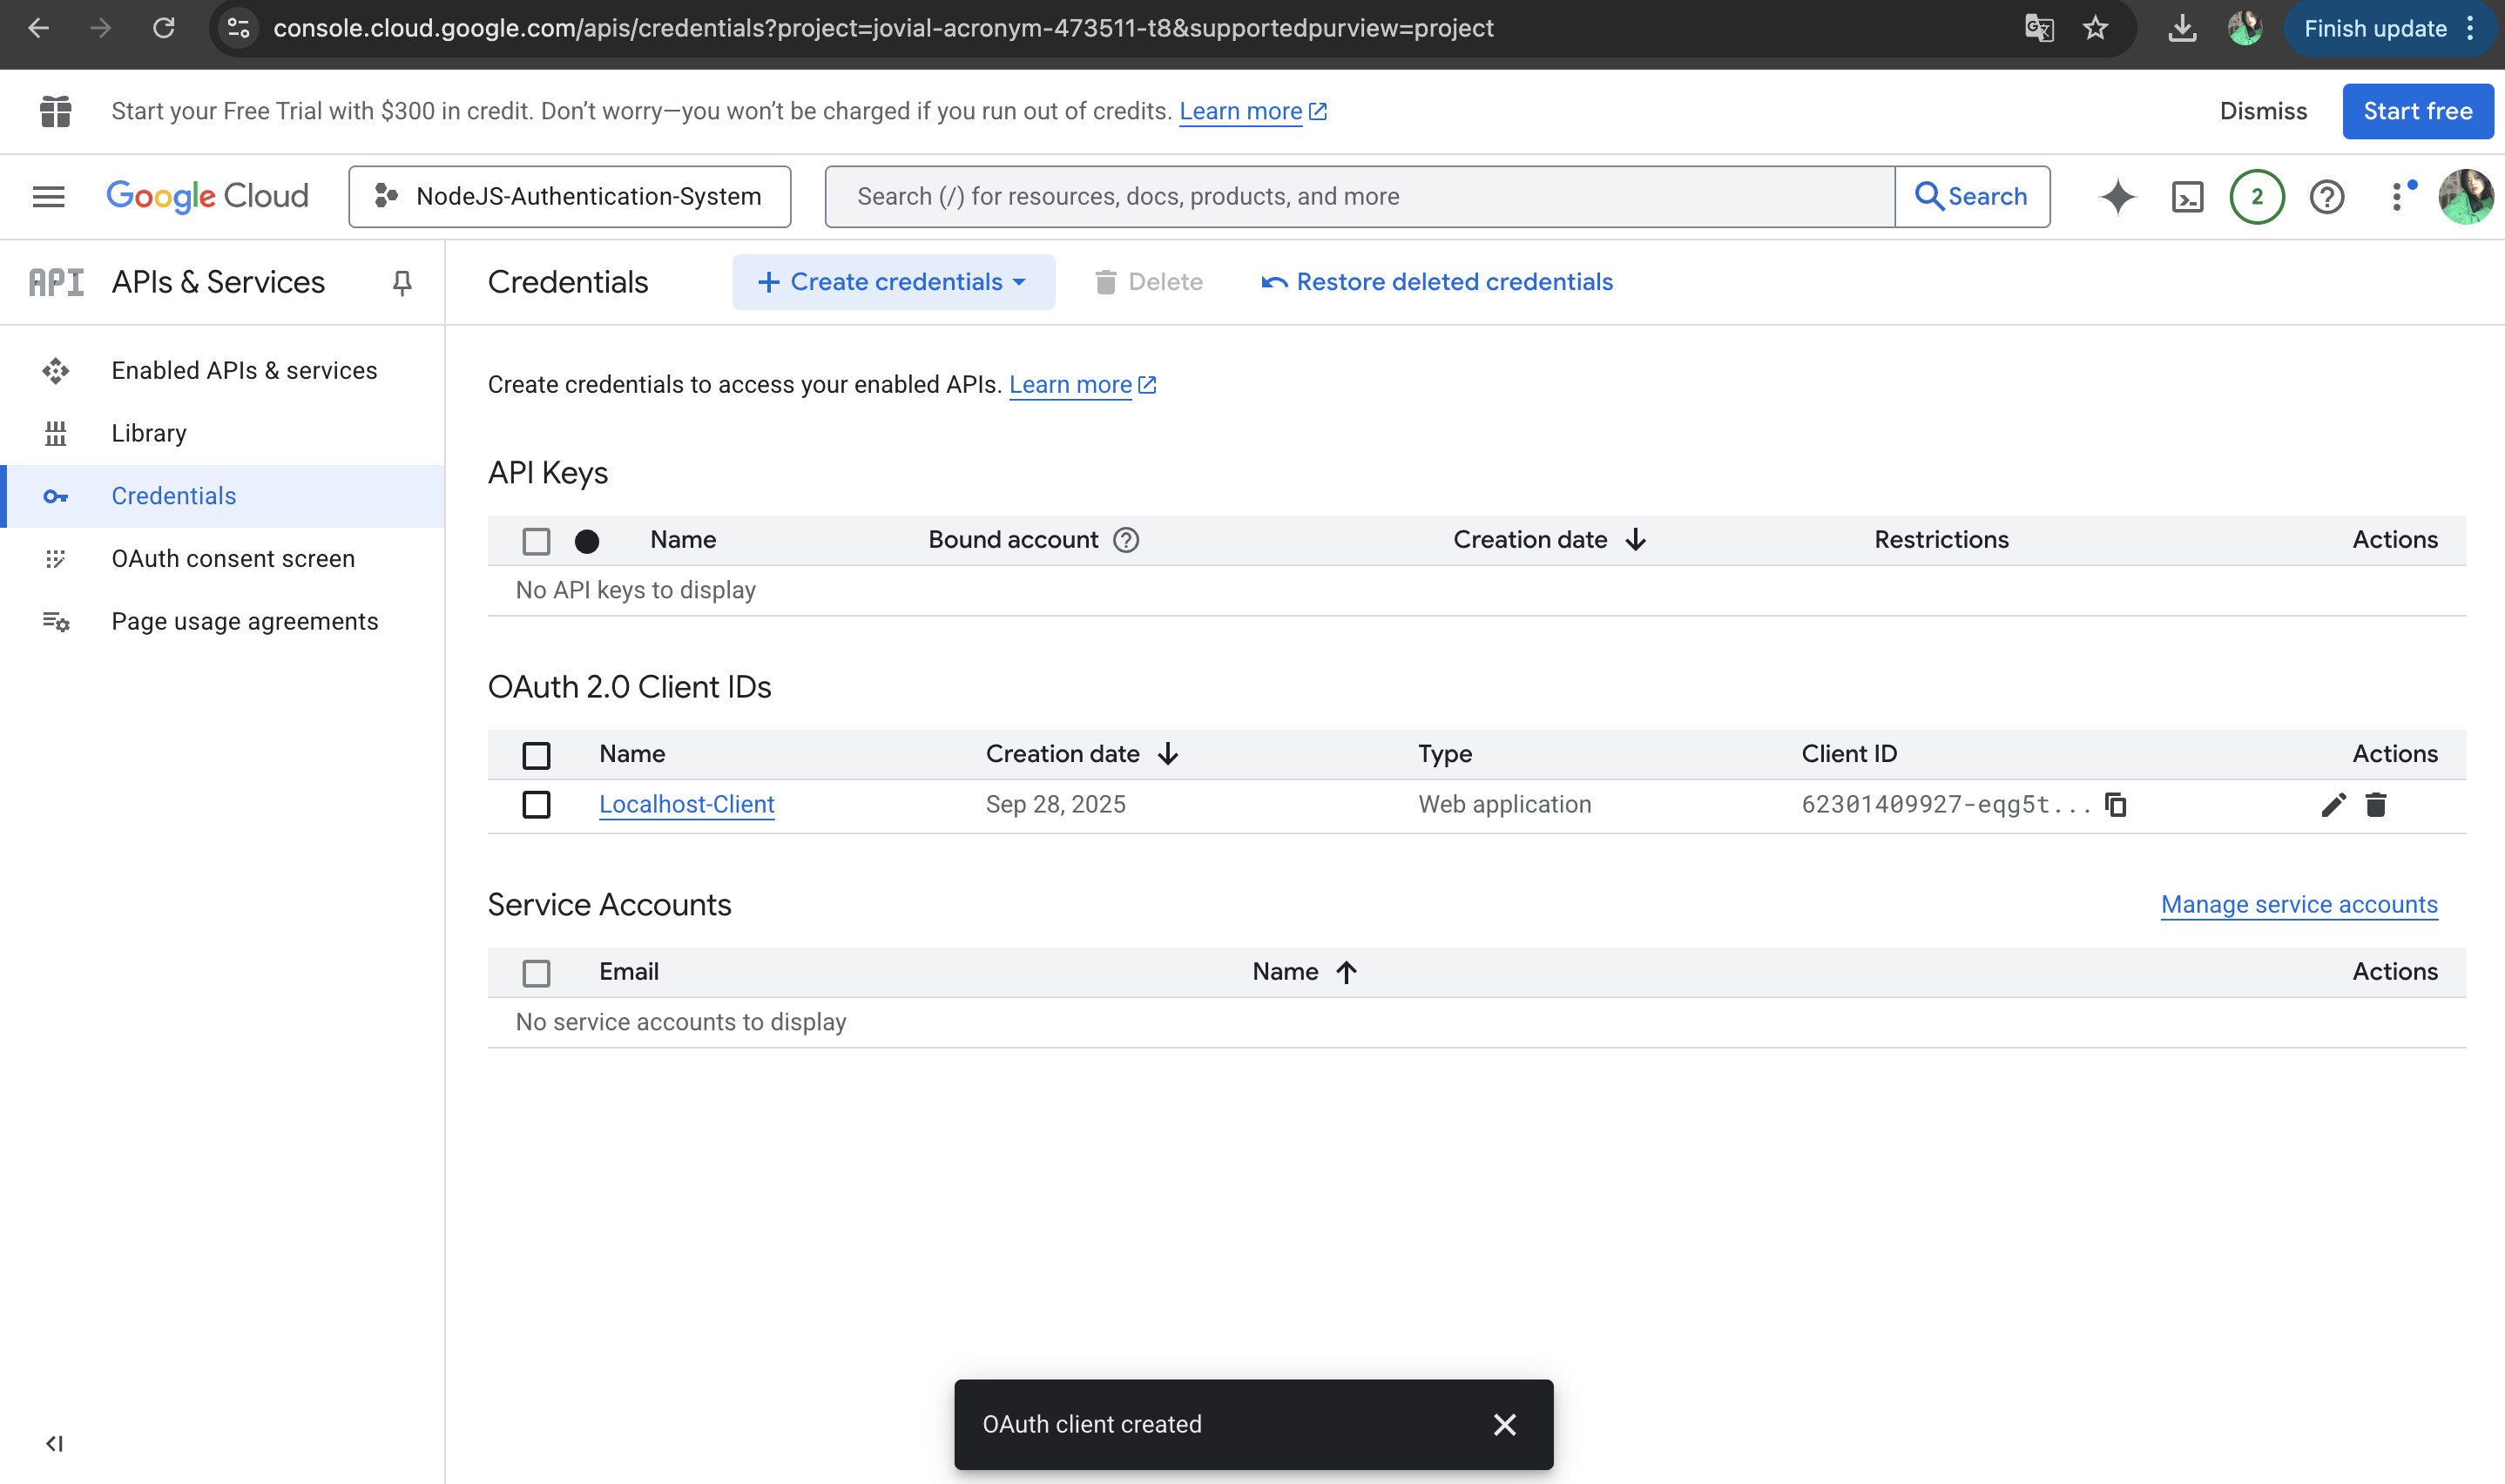 console.cloud.google.com/apis/credentials?project=jovial-acronym-473511-t8&supportedpurview=project
Finish update
Start your Free Trial with $300 in credit. Don’t worry—you won’t be charged if you run out of credits. Learn more
Dismiss
Start free
Google Cloud
NodeJS-Authentication-System
Search (/) for resources, docs, products, and more
Search
2
API APIs & Services
Enabled APIs & services
Library
Credentials
OAuth consent screen
Page usage agreements
Credentials
Create credentials
Delete
Restore deleted credentials
Create credentials to access your enabled APIs. Learn more
API Keys
Name Bound account Creation date Restrictions Actions
No API keys to display
OAuth 2.0 Client IDs
Name Creation date Type Client ID Actions
Localhost-Client Sep 28, 2025 Web application 62301409927-eqg5t...
Service Accounts
Manage service accounts
Email Name Actions
No service accounts to display
OAuth client created